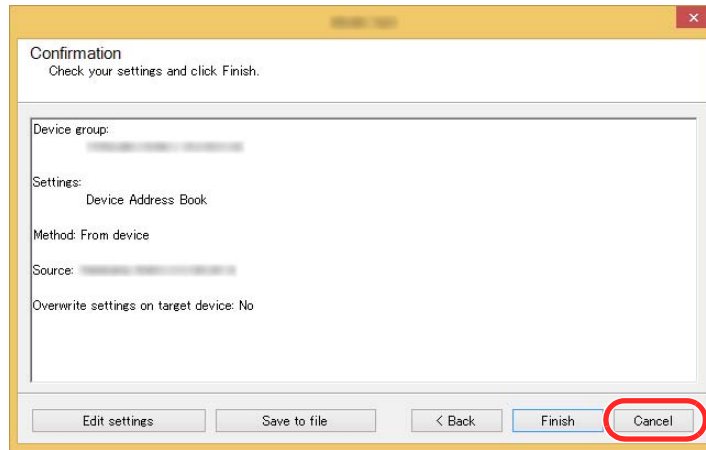 Confirmation
Check your settings and click Finish.
Device group:
Settings:
Device Address Book
Method: From device
Source:
Overwrite settings on target device: No
Edit settings
Save to file
< Back
Finish
Cancel